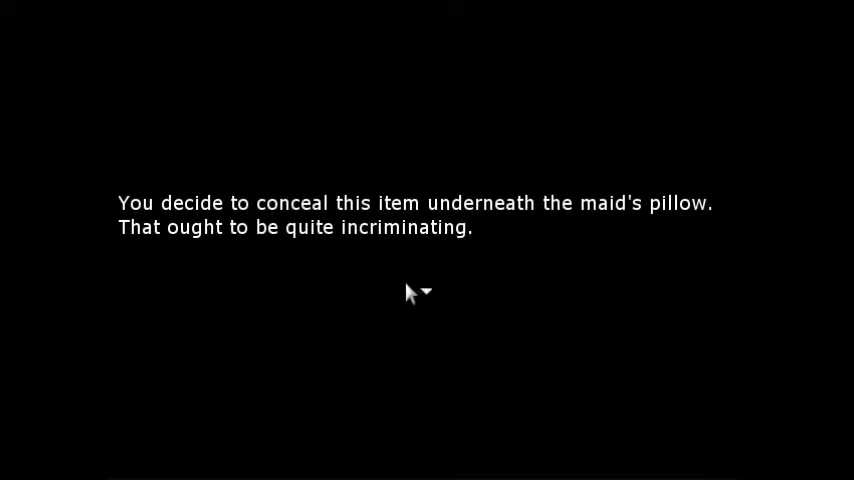 You decide to conceal this item underneath the maid's pillow.
That ought to be quite incriminating.